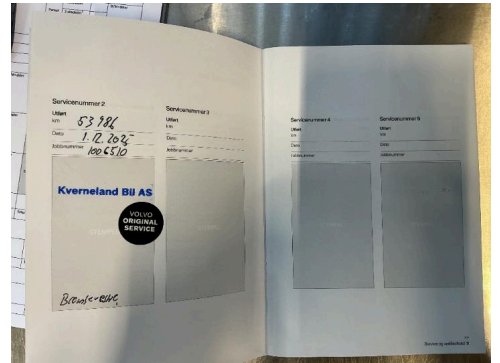 Servicenummer 2
Utført
km 53 986
Dato 1.12.2025
Jobbnummer 1006510
Kverneland Bil AS
VOLVO
ORIGINAL
SERVICE
Servicenummer 3
Utført
km
Dato
Jobbnummer
Servicenummer 4
Utført
km
Dato
Jobbnummer
Servicenummer 5
Utført
km
Dato
Jobbnummer